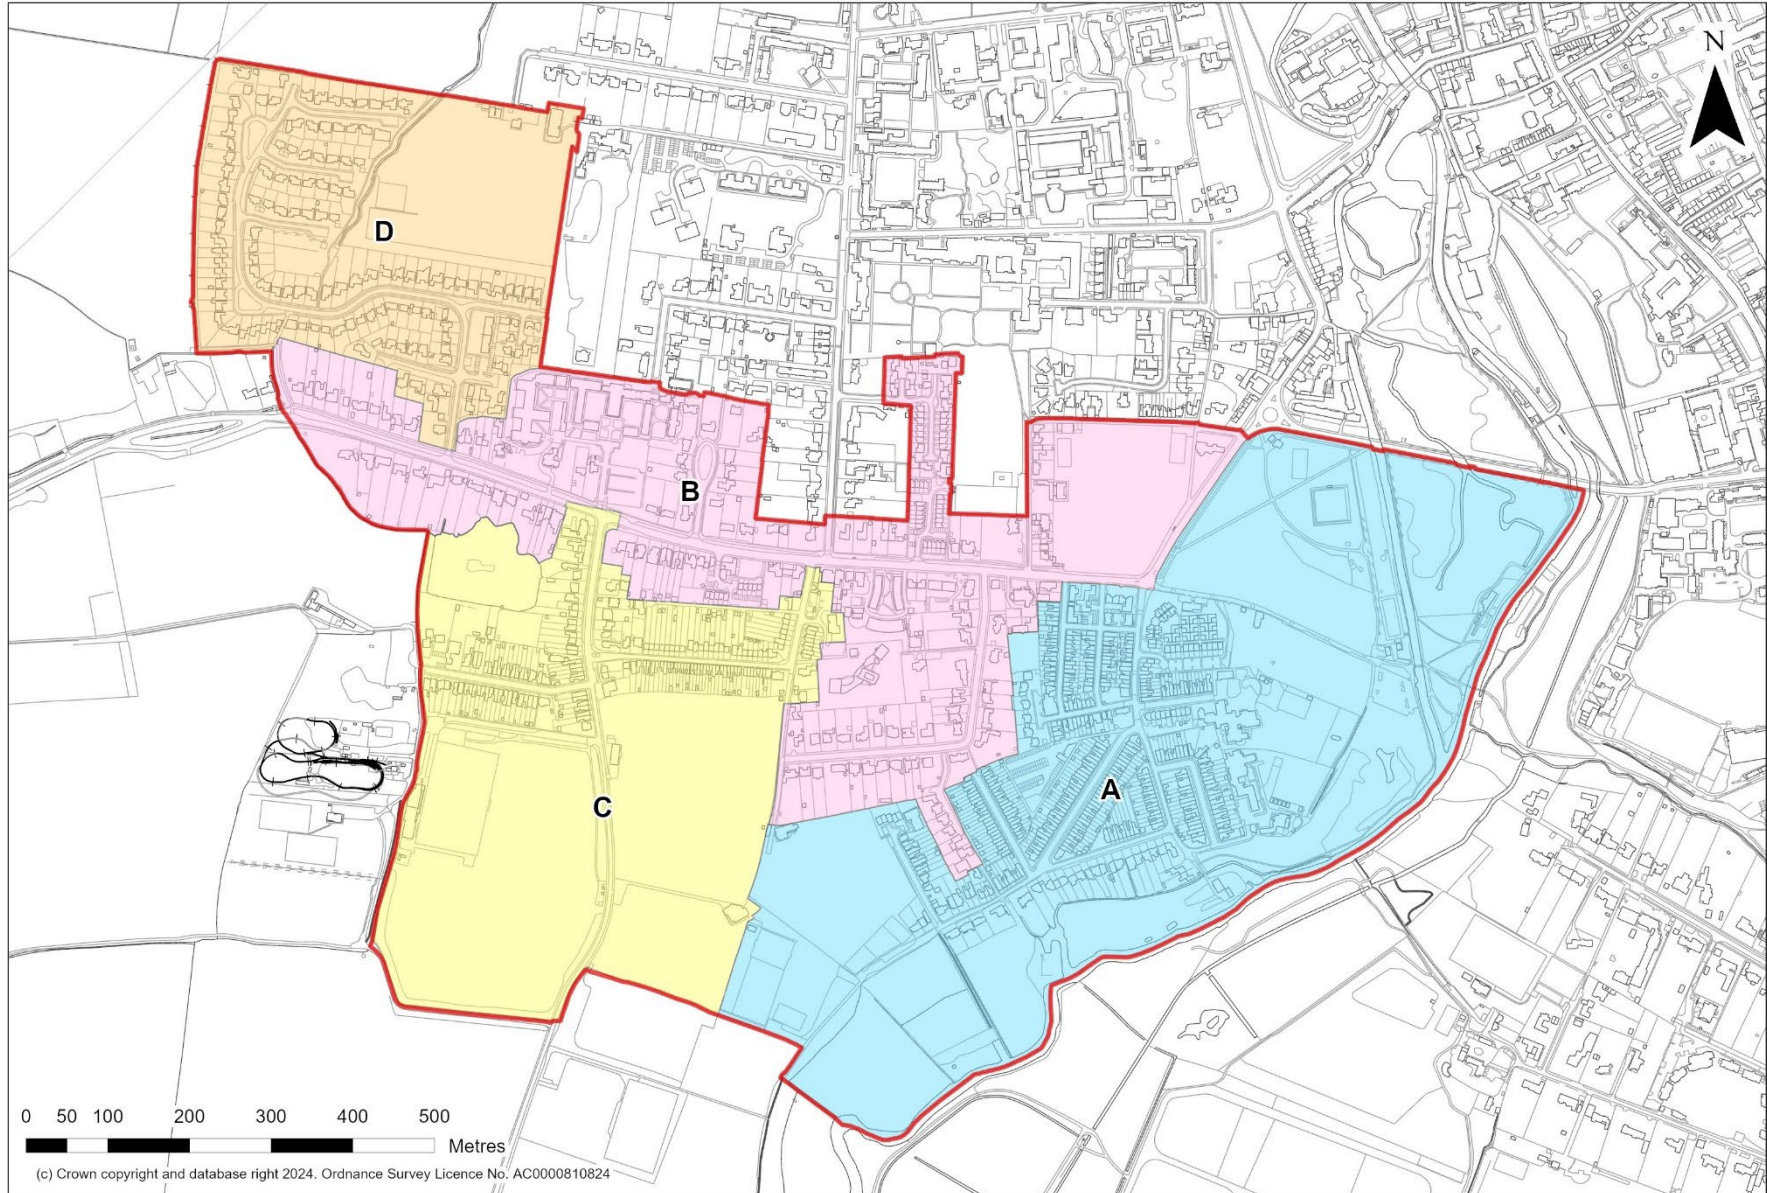 N
D
B
A
C
0 50 100 200 300 400 500
Metres
(c) Crown copyright and database right 2024. Ordnance Survey Licence No. AC0000810824